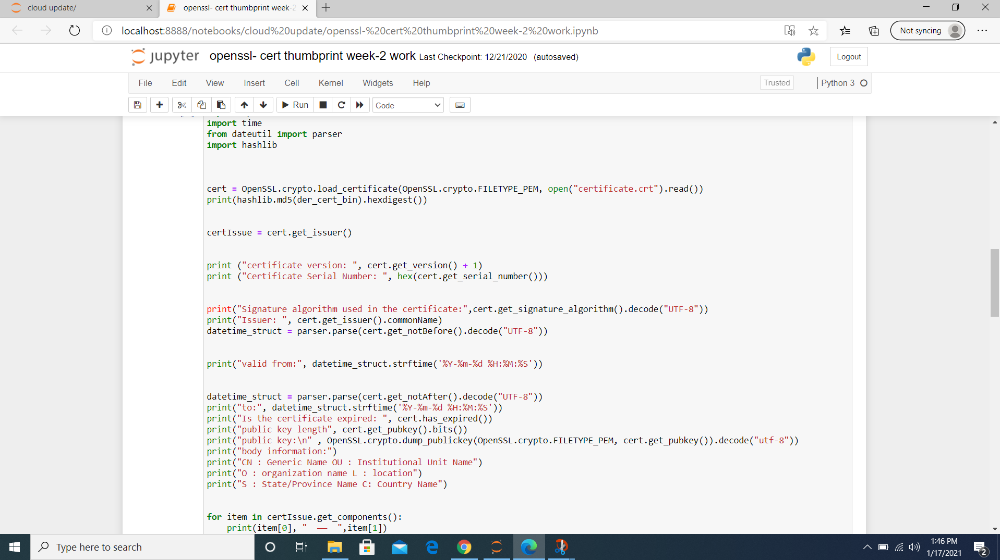 cloud update/
openssl- cert thumbprint week-2
localhost:8888/notebooks/cloud%20update/openssl-%20cert%20thumbprint%20week-2%20work.ipynb
Not syncing
jupyter openssl- cert thumbprint week-2 work Last Checkpoint: 12/21/2020 (autosaved)
Logout
File Edit View Insert Cell Kernel Widgets Help
Trusted
Python 3
Run
Code
import time
from dateutil import parser
import hashlib
cert = OpenSSL.crypto.load_certificate(OpenSSL.crypto.FILETYPE_PEM, open("certificate.crt").read())
print(hashlib.md5(der_cert_bin).hexdigest())
certIssue = cert.get_issuer()
print ("certificate version: ", cert.get_version() + 1)
print ("Certificate Serial Number: ", hex(cert.get_serial_number()))
print("Signature algorithm used in the certificate:",cert.get_signature_algorithm().decode("UTF-8"))
print("Issuer: ", cert.get_issuer().commonName)
datetime_struct = parser.parse(cert.get_notBefore().decode("UTF-8"))
print("valid from:", datetime_struct.strftime('%Y-%m-%d %H:%M:%S'))
datetime_struct = parser.parse(cert.get_notAfter().decode("UTF-8"))
print("to:", datetime_struct.strftime('%Y-%m-%d %H:%M:%S'))
print("Is the certificate expired: ", cert.has_expired())
print("public key length", cert.get_pubkey().bits())
print("public key:\n" , OpenSSL.crypto.dump_publickey(OpenSSL.crypto.FILETYPE_PEM, cert.get_pubkey()).decode("utf-8"))
print("body information:")
print("CN : Generic Name OU : Institutional Unit Name")
print("O : organization name L : location")
print("S : State/Province Name C: Country Name")
for item in certIssue.get_components():
    print(item[0], "  —  ",item[1])
Type here to search
1:46 PM
1/17/2021
2